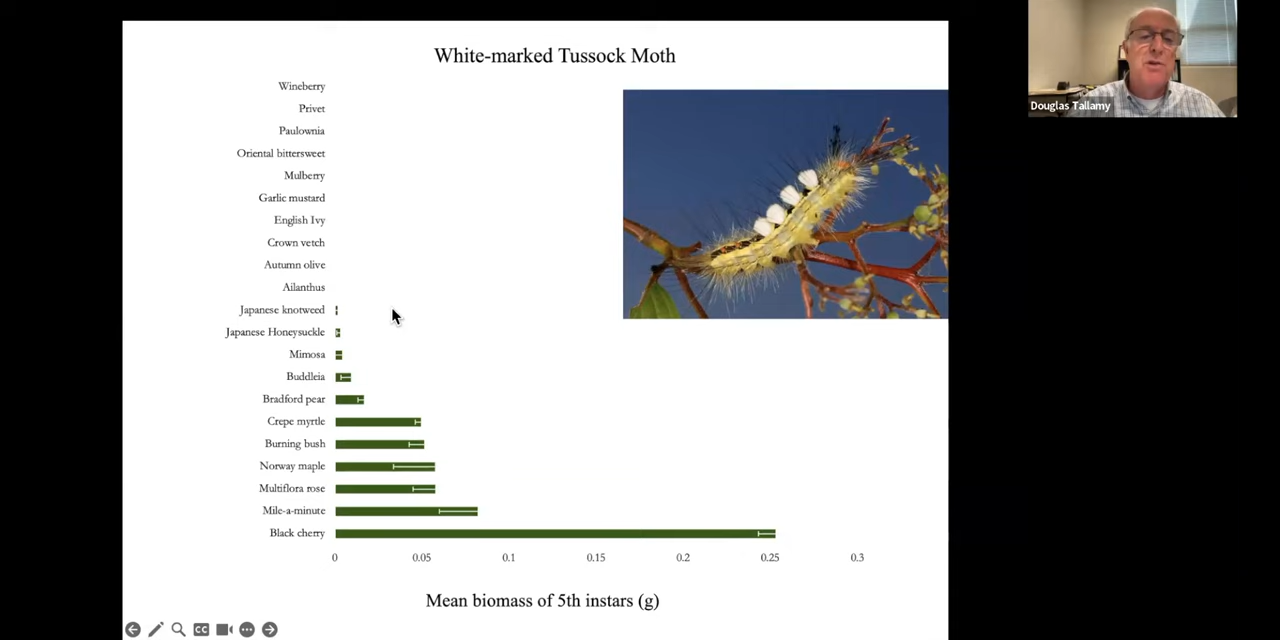 White-marked Tussock Moth
Douglas Tallamy
Wineberry
Privet
Paulownia
Oriental bittersweet
Mulberry
Garlic mustard
English Ivy
Crown vetch
Autumn olive
Ailanthus
Japanese knotweed
Japanese Honeysuckle
Mimosa
Buddleia
Bradford pear
Crepe myrtle
Burning bush
Norway maple
Multiflora rose
Mile-a-minute
Black cherry
0 0.05 0.1 0.15 0.2 0.25 0.3
Mean biomass of 5th instars (g)
CC